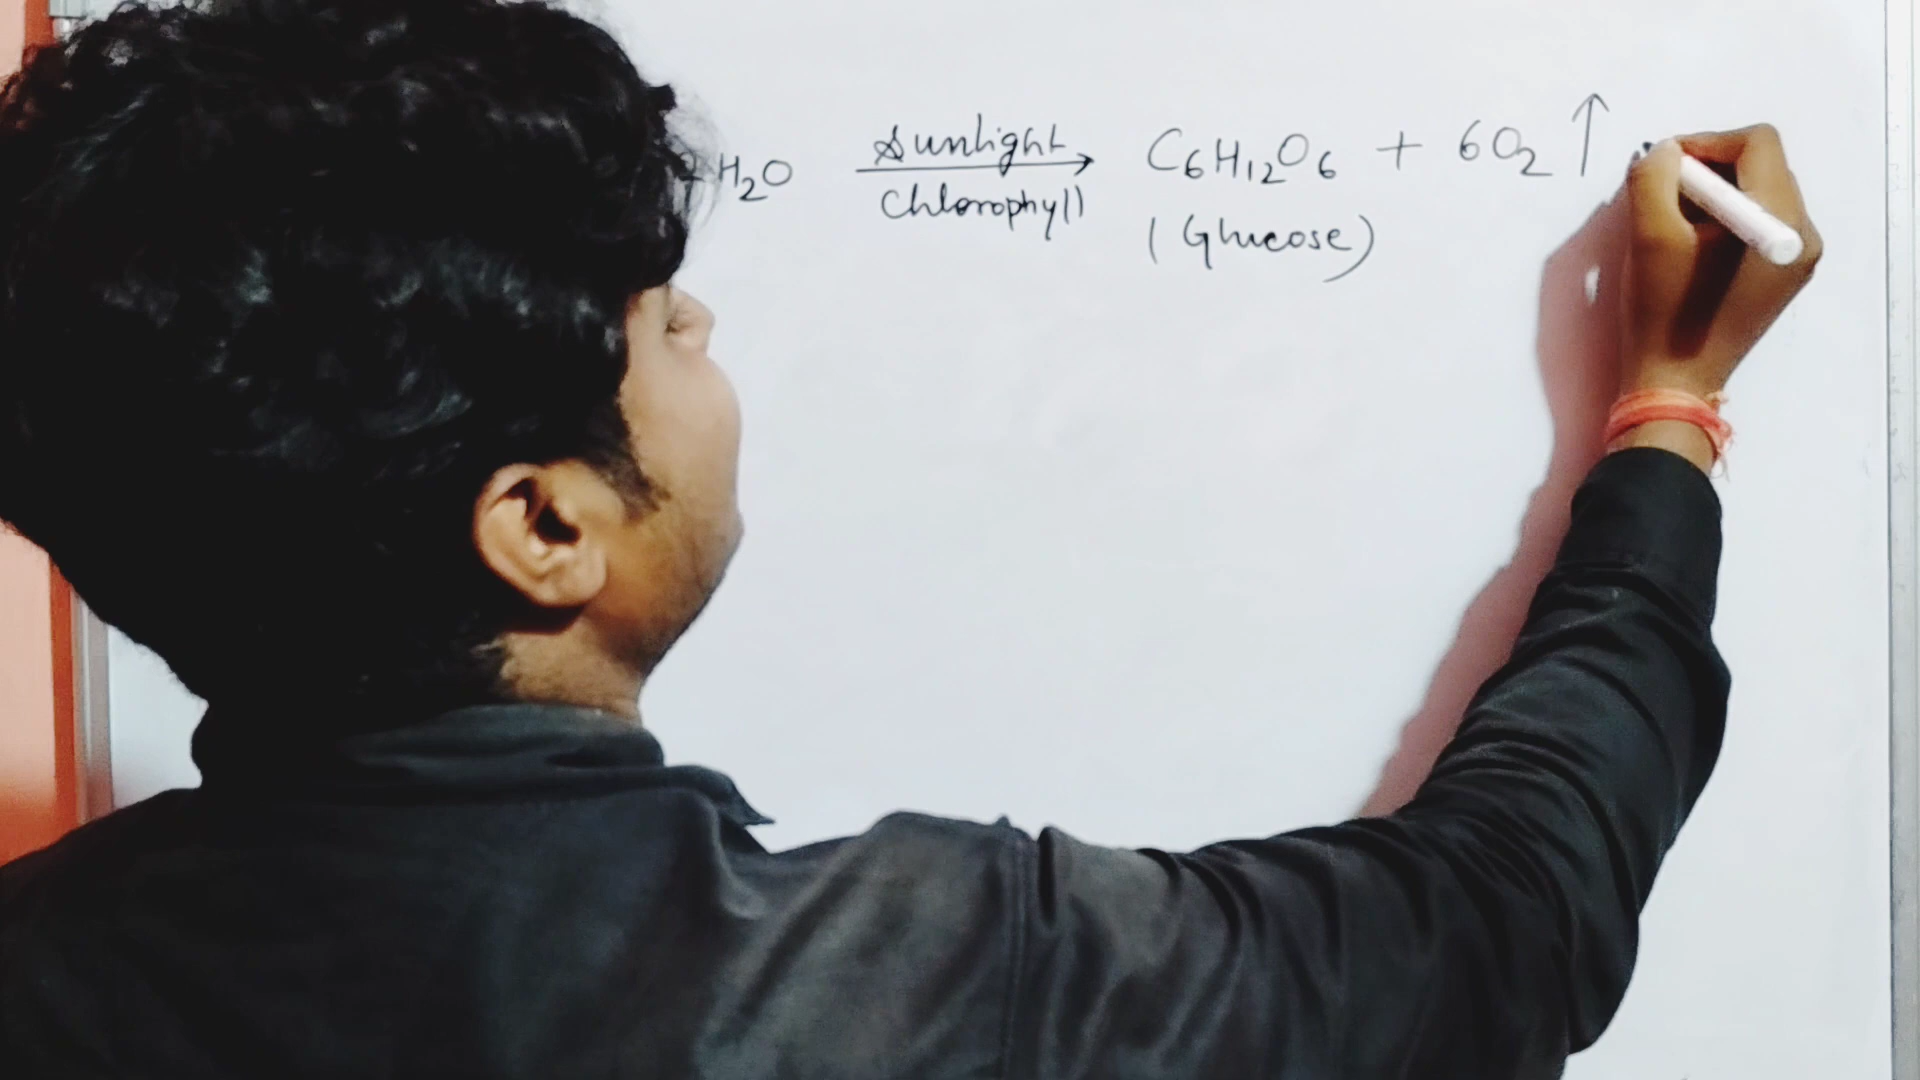 H₂O Sunlight → C₆H₁₂O₆ + 6O₂ ↑
Chlorophyll
(Glucose)